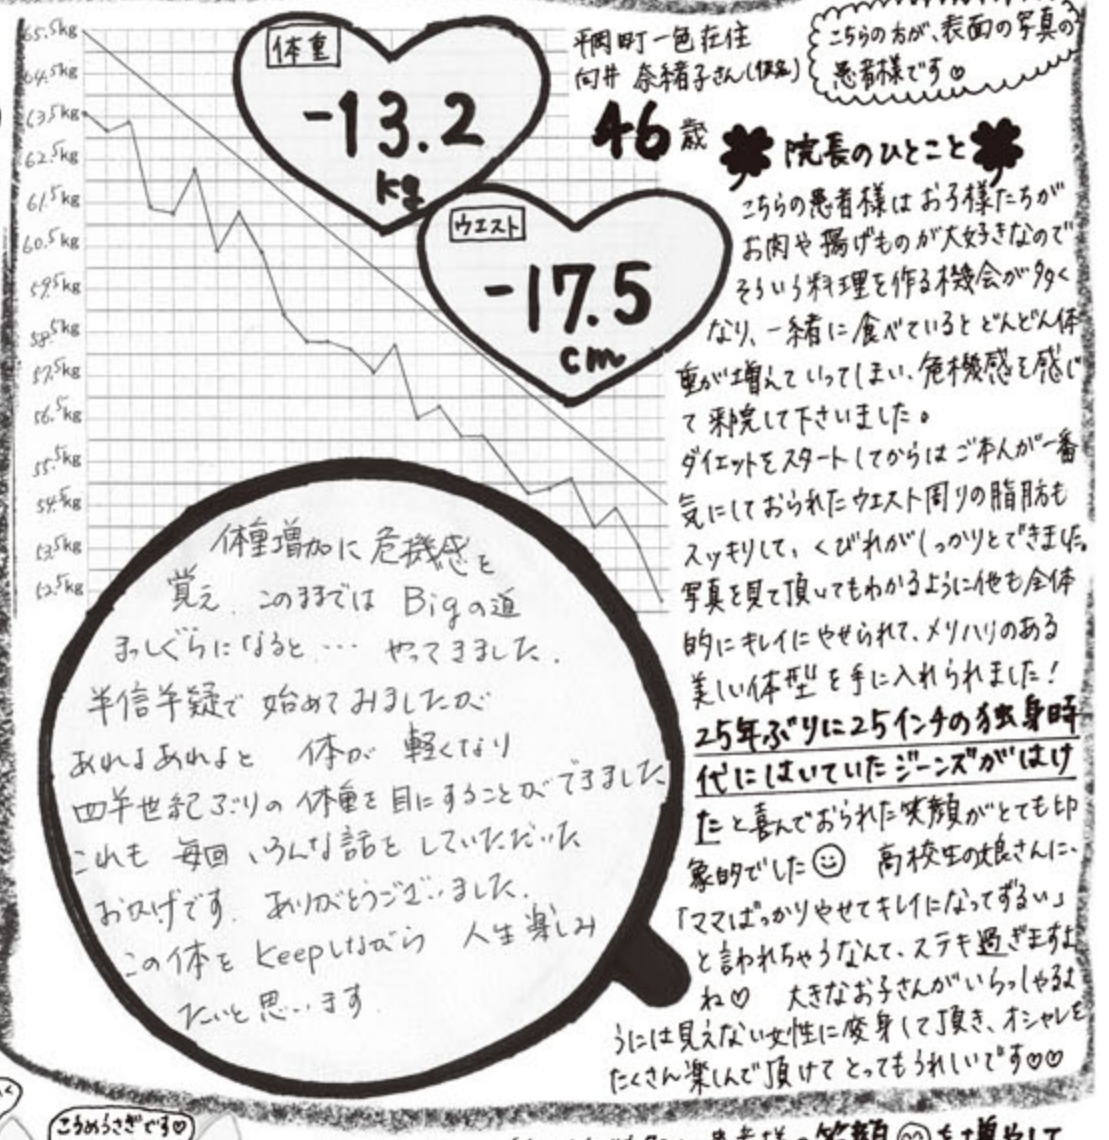 65.5kg
64.5kg
63.5kg
62.5kg
61.5kg
60.5kg
59.5kg
58.5kg
57.5kg
56.5kg
55.5kg
54.5kg
53.5kg
52.5kg
体重
-13.2
kg
ウエスト
-17.5
cm
平岡町一色在住
向井 奈緒子さん(仮名)
46歳
こちらの方が、表面の写真の
患者様です♡
院長のひとこと
こちらの患者様はお子様たちが
お肉や揚げものが大好きなので
そういう料理を作る機会が多く
なり、一緒に食べているとどんどん体
重が増えていってしまい、危機感を感じ
て来院して下さいました。
ダイエットをスタートしてからはご本人が一番
気にしておられたウエスト周りの脂肪も
スッキリして、くびれがしっかりとできました。
写真を見て頂いてもわかるように他も全体
的にキレイにやせられて、メリハリのある
美しい体型を手に入れられました!
25年ぶりに25インチの独身時
代にはいていたジーンズがはけ
たと喜んでおられた笑顔がとても印
象的でした☺ 高校生の娘さんに、
「ママばっかりやせてキレイになってずるい」
と言われちゃうなんて、ステキ過ぎますよ
ね♡ 大きなお子さんがいらっしゃるよ
うには見えない女性に変身して頂き、オシャレを
たくさん楽しんで頂けてとってもうれしいです♡♡
体重増加に危機感を
覚え、このままでは Bigの道
まっしぐらになると… やってきました。
半信半疑で始めてみましたが
あれよあれよと 体が 軽くなり
四半世紀ぶりの体重を目にすることができました
これも 毎回 いろんな話をしていただいた
おかげです。ありがとうございました。
この体を Keepしながら 人生楽しみ
たいと思います
こうめうさぎです♡
笑顔☺を増やして